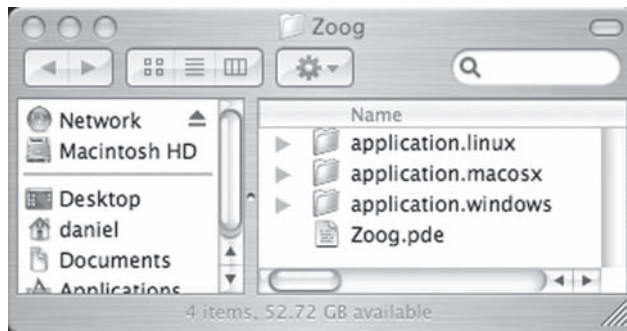 Zoog
Network
Macintosh HD
Desktop
daniel
Documents
Applications
Name
application.linux
application.macosx
application.windows
Zoog.pde
4 items, 52.72 GB available